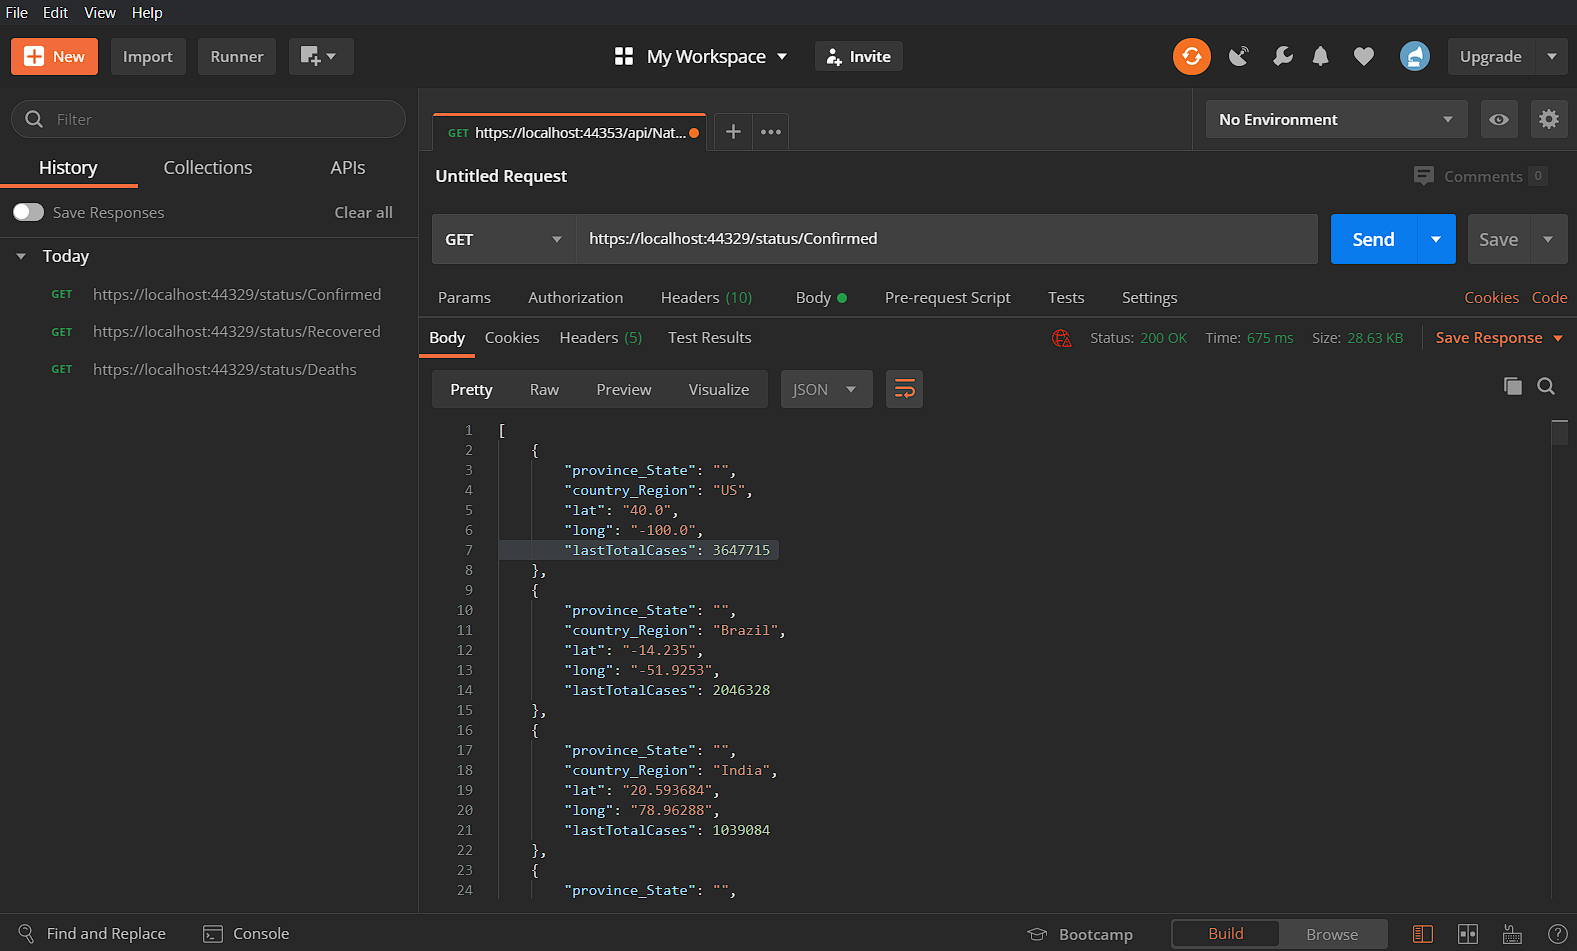 File Edit View Help
New Import Runner My Workspace Invite Upgrade
Filter
GET https://localhost:44353/api/Nat... No Environment
History Collections APIs
Untitled Request Comments 0
Save Responses Clear all
GET https://localhost:44329/status/Confirmed Send Save
Today
GET https://localhost:44329/status/Confirmed
GET https://localhost:44329/status/Recovered
GET https://localhost:44329/status/Deaths
Params Authorization Headers (10) Body Pre-request Script Tests Settings Cookies Code
Body Cookies Headers (5) Test Results Status: 200 OK Time: 675 ms Size: 28.63 KB Save Response
Pretty Raw Preview Visualize JSON
1 [
2 {
3 "province_State": "",
4 "country_Region": "US",
5 "lat": "40.0",
6 "long": "-100.0",
7 "lastTotalCases": 3647715
8 },
9 {
10 "province_State": "",
11 "country_Region": "Brazil",
12 "lat": "-14.235",
13 "long": "-51.9253",
14 "lastTotalCases": 2046328
15 },
16 {
17 "province_State": "",
18 "country_Region": "India",
19 "lat": "20.593684",
20 "long": "78.96288",
21 "lastTotalCases": 1039084
22 },
23 {
24 "province_State": "",
Find and Replace Console Bootcamp Build Browse